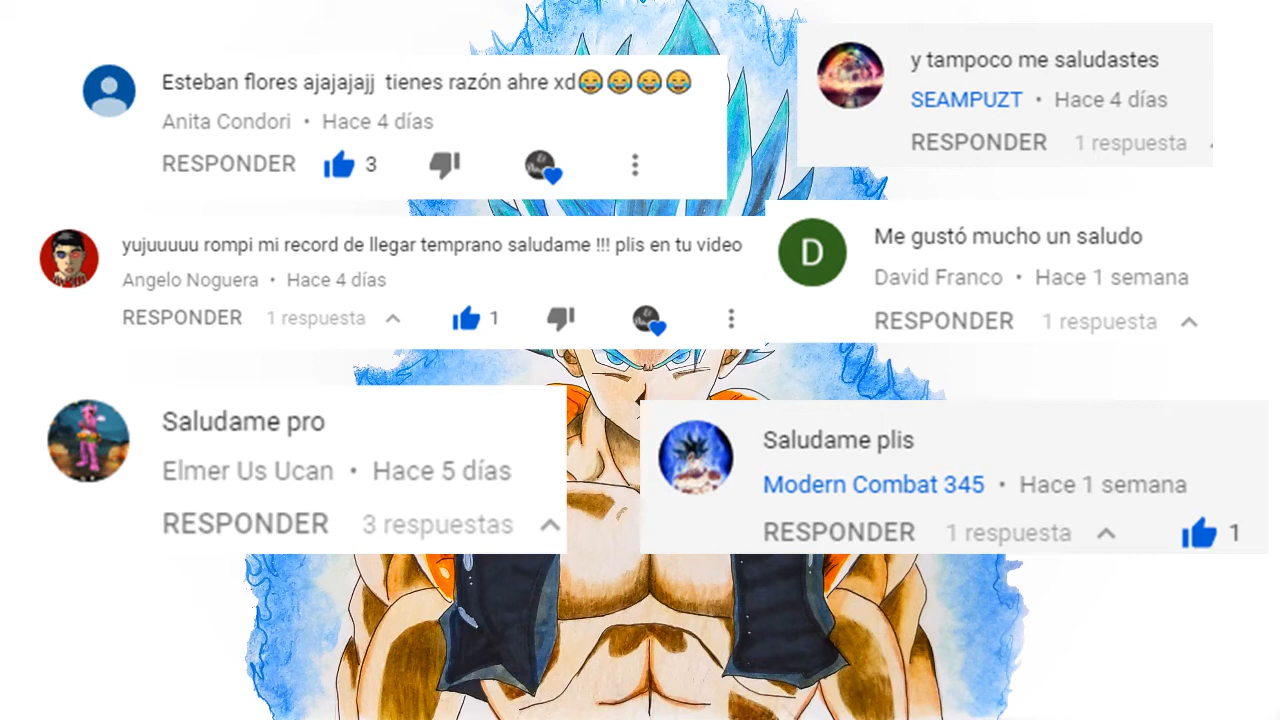 Esteban flores ajajajajj tienes razón ahre xd😂😂😂😂
Anita Condori • Hace 4 días
RESPONDER 3
y tampoco me saludastes
SEAMPUZT • Hace 4 días
RESPONDER 1 respuesta
yujuuuuu rompi mi record de llegar temprano saludame !!! plis en tu video
Angelo Noguera • Hace 4 días
RESPONDER 1 respuesta 1
D
Me gustó mucho un saludo
David Franco • Hace 1 semana
RESPONDER 1 respuesta
Saludame pro
Elmer Us Ucan • Hace 5 días
RESPONDER 3 respuestas
Saludame plis
Modern Combat 345 • Hace 1 semana
RESPONDER 1 respuesta 1